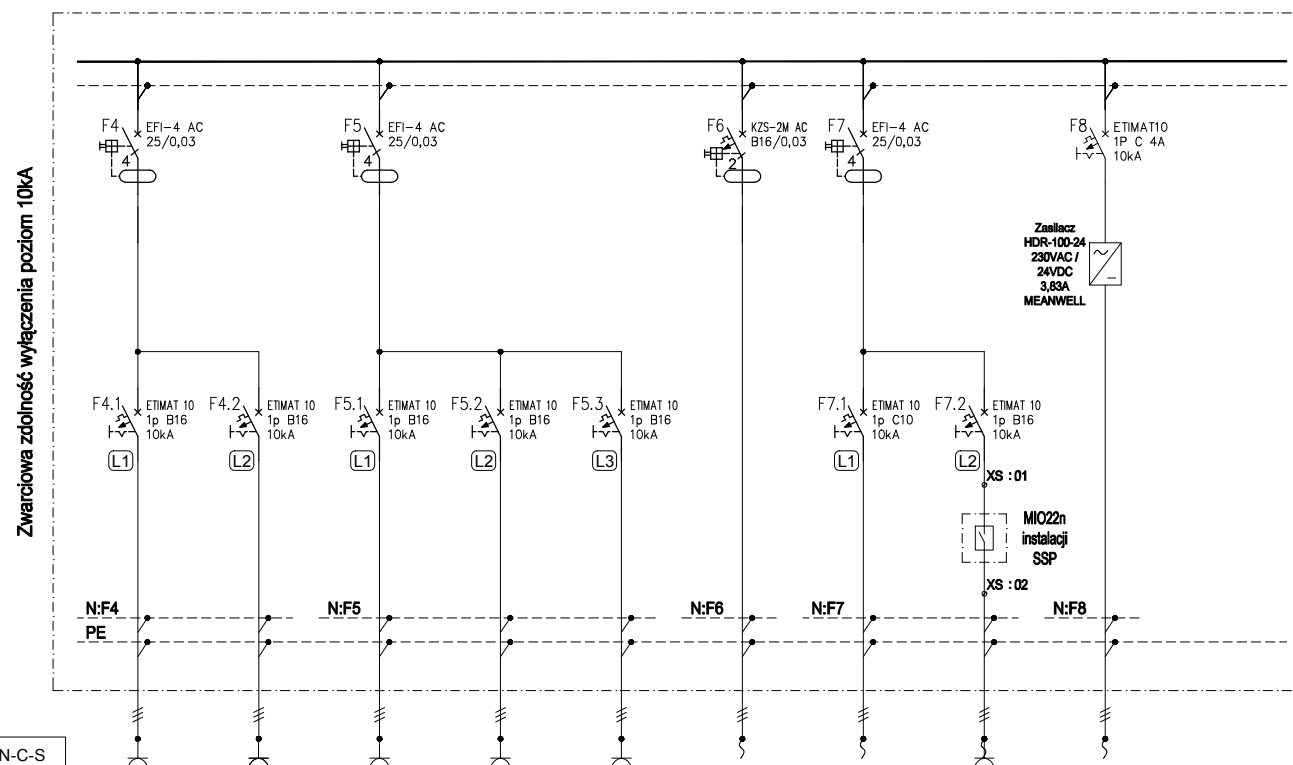 Zwarciowa zdolność wyłączenia poziom 10kA
F4
EFI-4 AC
25/0,03
4
F5
EFI-4 AC
25/0,03
4
F6
KZS-2M AC
B16/0,03
2
F7
EFI-4 AC
25/0,03
4
F8
ETIMAT10
1P C 4A
10kA
Zasilacz
HDR-100-24
230VAC /
24VDC
3,83A
MEANWELL
F4.1
ETIMAT 10
1p B16
10kA
L1
F4.2
ETIMAT 10
1p B16
10kA
L2
F5.1
ETIMAT 10
1p B16
10kA
L1
F5.2
ETIMAT 10
1p B16
10kA
L2
F5.3
ETIMAT 10
1p B16
10kA
L3
F7.1
ETIMAT 10
1p C10
10kA
L1
F7.2
ETIMAT 10
1p B16
10kA
L2
XS :01
MIO22n
instalacji
SSP
XS :02
N:F4
N:F5
N:F6
N:F7
N:F8
PE
N-C-S